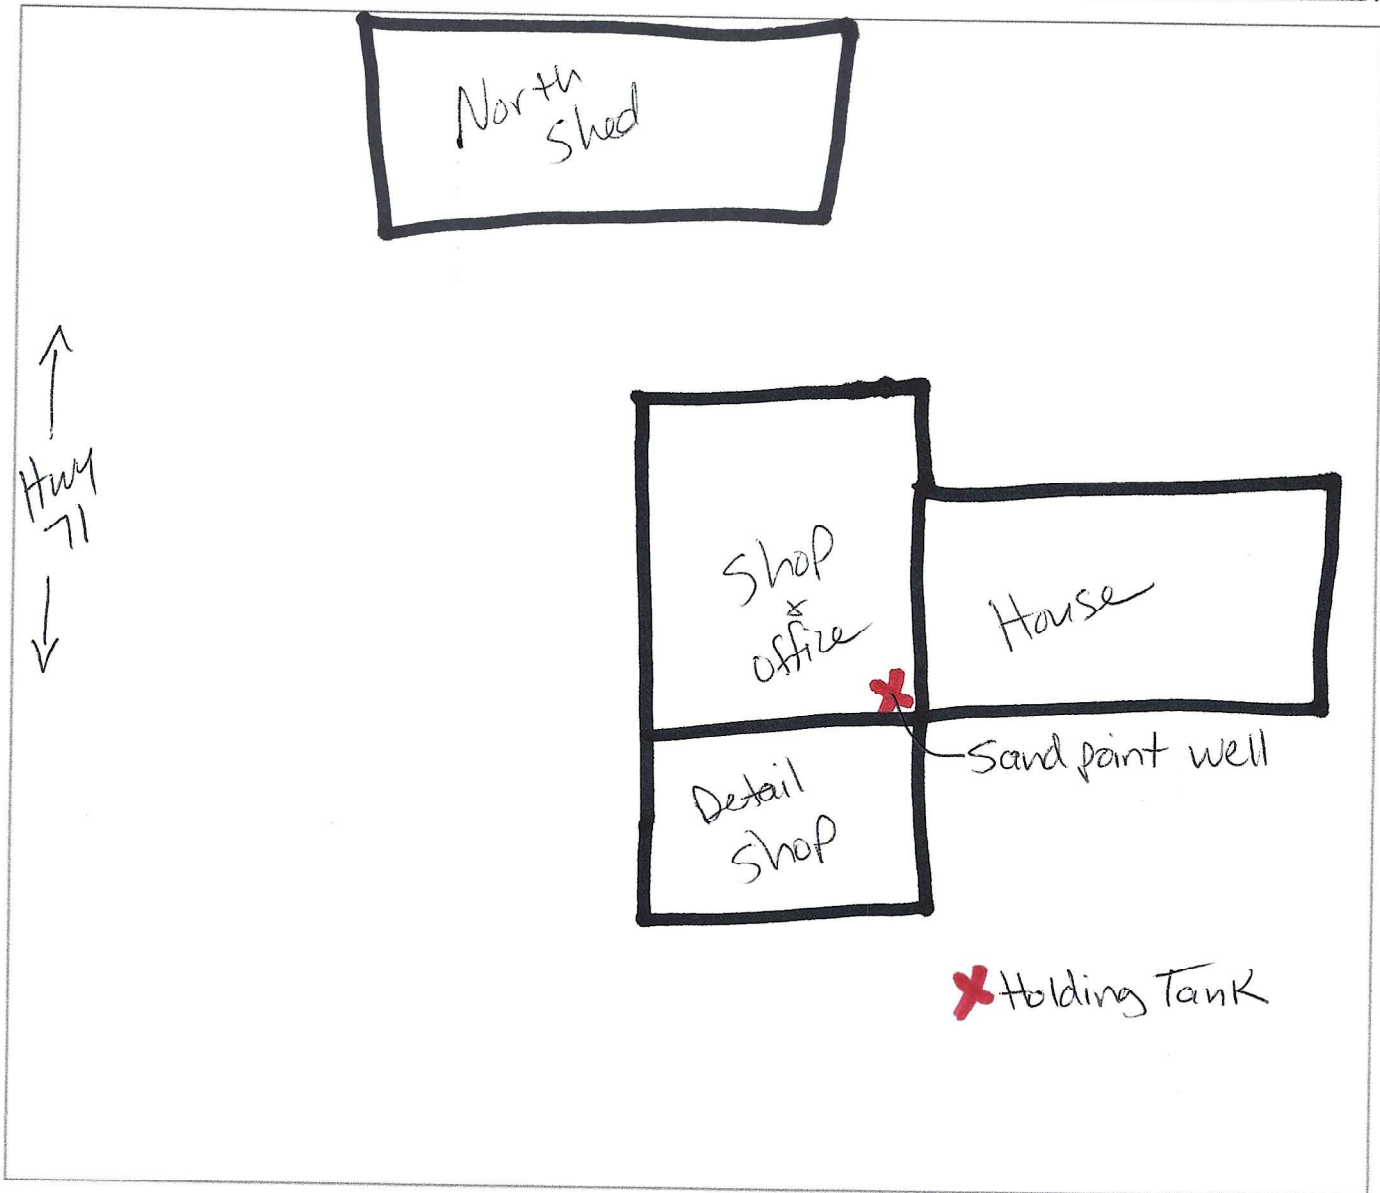 North
Shed
Hwy
71
Shop
&
office
House
Sand point well
Detail
Shop
Holding Tank